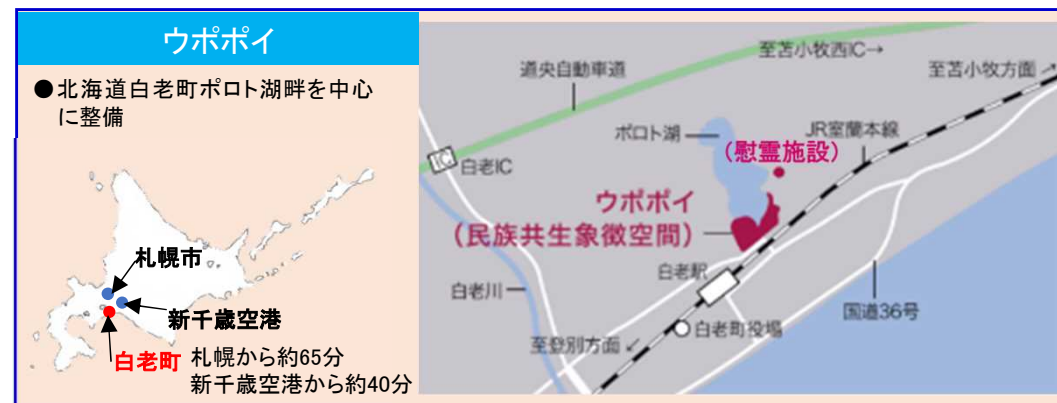 ウポポイ
●北海道白老町ポロト湖畔を中心
に整備
札幌市
新千歳空港
白老町
札幌から約65分
新千歳空港から約40分
至苫小牧西IC→
道央自動車道
至苫小牧方面→
ポロト湖
JR室蘭本線
(慰霊施設)
IC
白老IC
ウポポイ
(民族共生象徴空間)
白老駅
白老川
国道36号
白老町役場
至登別方面↙